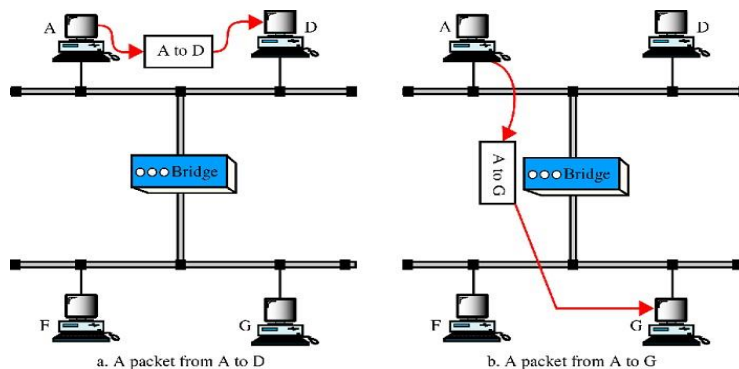 A
A to D
D
Bridge
F
G
a. A packet from A to D
A
D
A to G
Bridge
F
G
b. A packet from A to G